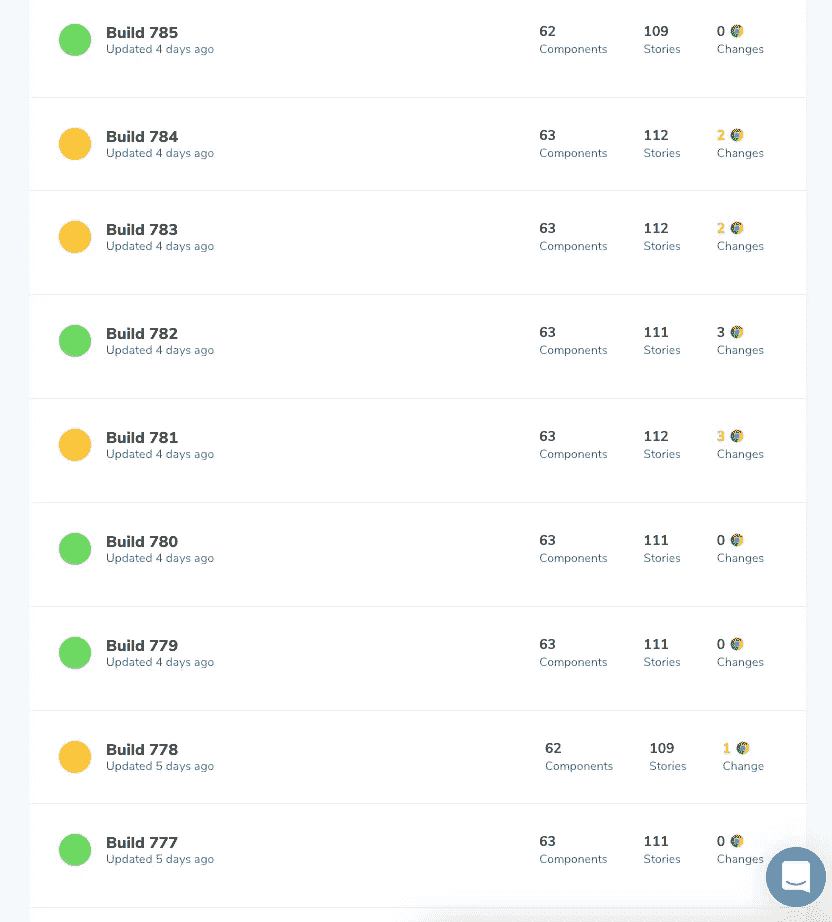 Build 785
Updated 4 days ago
62 109 0
Components Stories Changes
Build 784
Updated 4 days ago
63 112 2
Components Stories Changes
Build 783
Updated 4 days ago
63 112 2
Components Stories Changes
Build 782
Updated 4 days ago
63 111 3
Components Stories Changes
Build 781
Updated 4 days ago
63 112 3
Components Stories Changes
Build 780
Updated 4 days ago
63 111 0
Components Stories Changes
Build 779
Updated 4 days ago
63 111 0
Components Stories Changes
Build 778
Updated 5 days ago
62 109 1
Components Stories Change
Build 777
Updated 5 days ago
63 111 0
Components Stories Changes